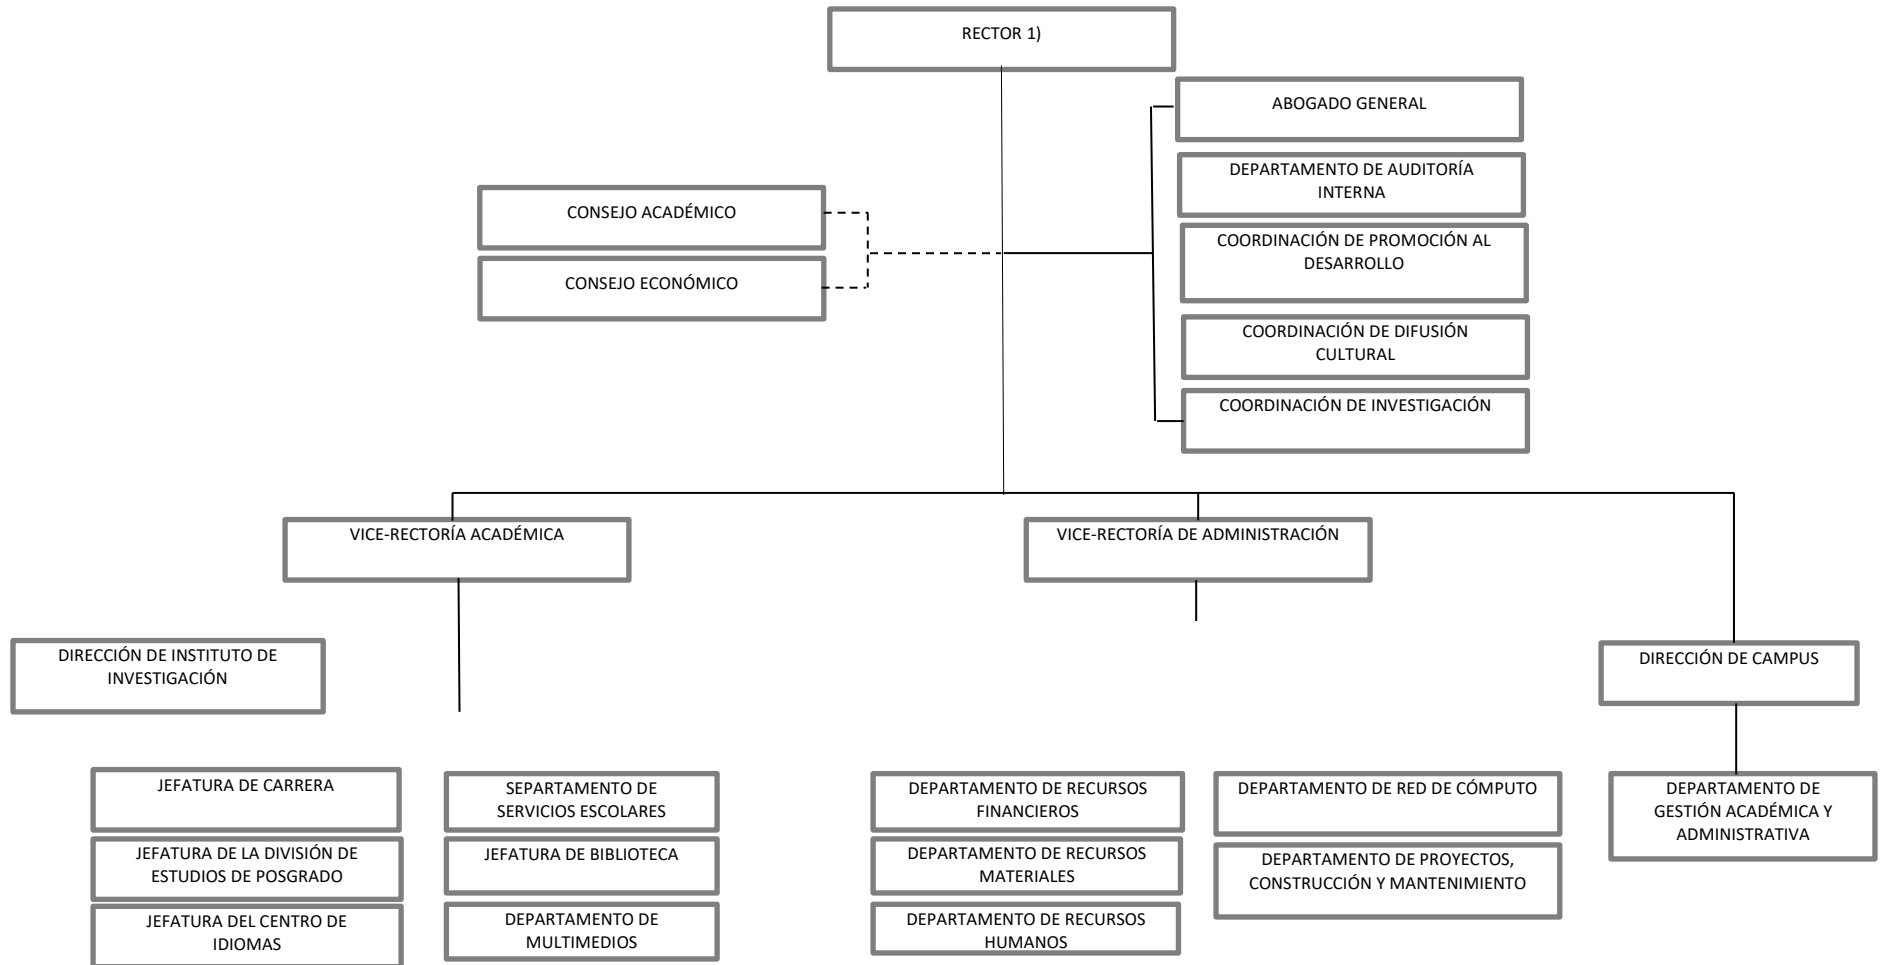 RECTOR 1)
ABOGADO GENERAL
DEPARTAMENTO DE AUDITORÍA
INTERNA
CONSEJO ACADÉMICO
COORDINACIÓN DE PROMOCIÓN AL
DESARROLLO
CONSEJO ECONÓMICO
COORDINACIÓN DE DIFUSIÓN
CULTURAL
COORDINACIÓN DE INVESTIGACIÓN
VICE-RECTORÍA ACADÉMICA
VICE-RECTORÍA DE ADMINISTRACIÓN
DIRECCIÓN DE INSTITUTO DE
INVESTIGACIÓN
DIRECCIÓN DE CAMPUS
JEFATURA DE CARRERA
SEPARTAMENTO DE
SERVICIOS ESCOLARES
DEPARTAMENTO DE RECURSOS
FINANCIEROS
DEPARTAMENTO DE RED DE CÓMPUTO
DEPARTAMENTO DE
GESTIÓN ACADÉMICA Y
ADMINISTRATIVA
JEFATURA DE LA DIVISIÓN DE
ESTUDIOS DE POSGRADO
JEFATURA DE BIBLIOTECA
DEPARTAMENTO DE RECURSOS
MATERIALES
DEPARTAMENTO DE PROYECTOS,
CONSTRUCCIÓN Y MANTENIMIENTO
JEFATURA DEL CENTRO DE
IDIOMAS
DEPARTAMENTO DE
MULTIMEDIOS
DEPARTAMENTO DE RECURSOS
HUMANOS